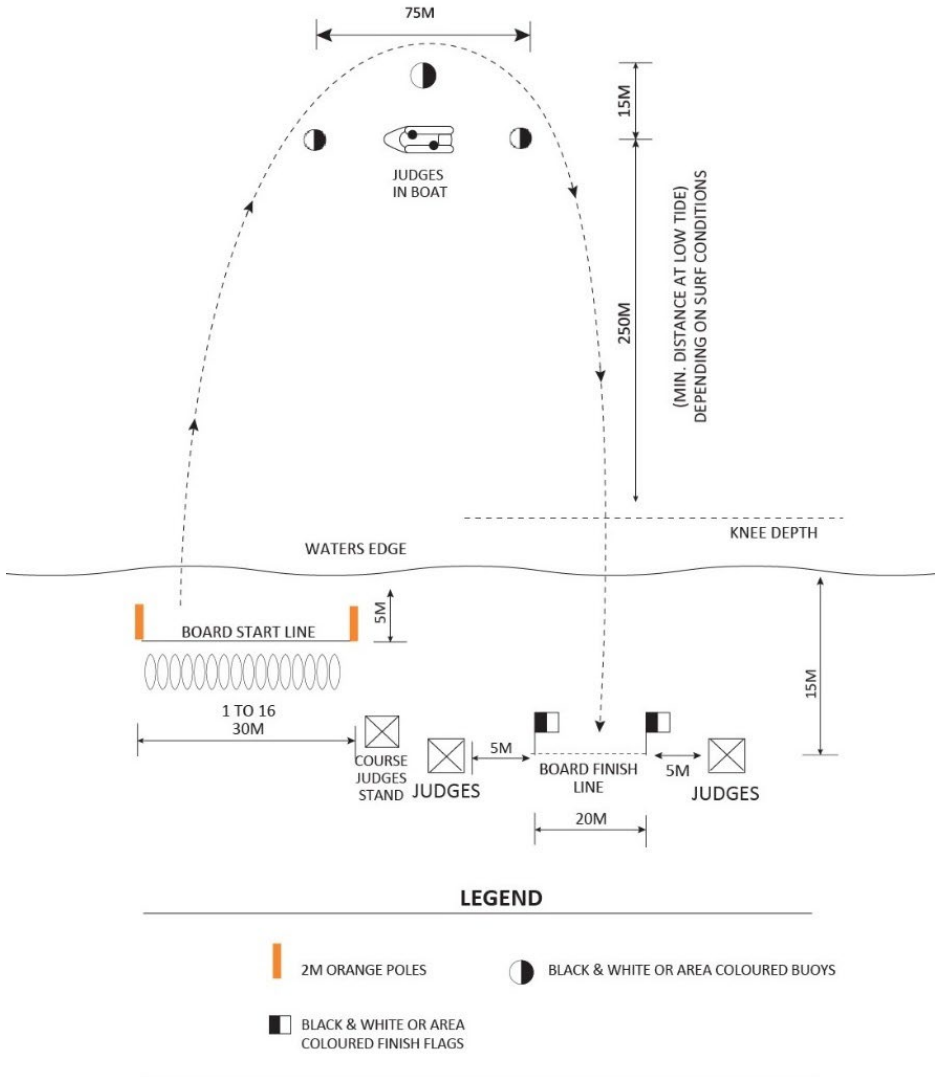 75M
15M
JUDGES
IN BOAT
250M
(MIN. DISTANCE AT LOW TIDE)
DEPENDING ON SURF CONDITIONS
KNEE DEPTH
WATERS EDGE
5M
BOARD START LINE
15M
1 TO 16
30M
COURSE
JUDGES
STAND
JUDGES
5M
BOARD FINISH
LINE
5M
JUDGES
20M
LEGEND
2M ORANGE POLES
BLACK & WHITE OR AREA COLOURED BUOYS
BLACK & WHITE OR AREA
COLOURED FINISH FLAGS